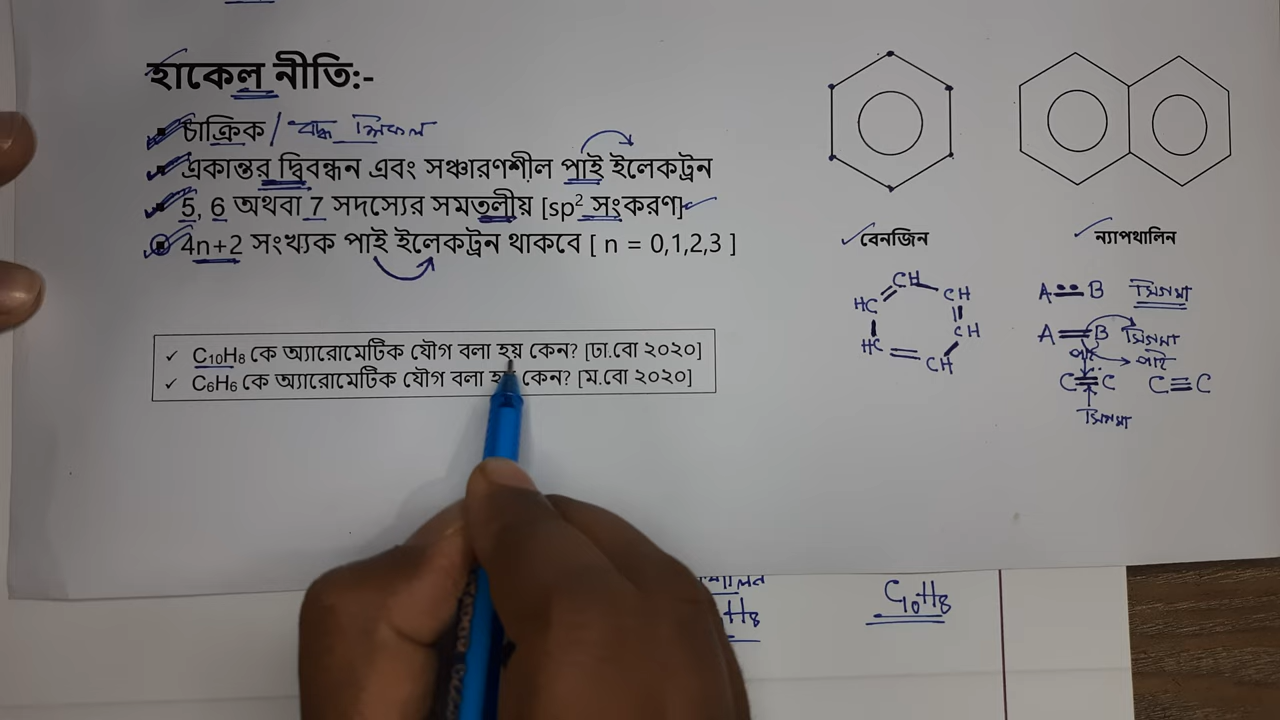 হাকেল নীতি:-
▪ চাক্রিক / বদ্ধ শিকল
▪ একান্তর দ্বিবন্ধন এবং সঞ্চারণশীল পাই ইলেকট্রন
▪ 5, 6 অথবা 7 সদস্যের সমতলীয় [sp² সংকরণ]
▪ 4n+2 সংখ্যক পাই ইলেকট্রন থাকবে [ n = 0,1,2,3 ]
✓ C₁₀H₈ কে অ্যারোমেটিক যৌগ বলা হয় কেন? [ঢা.বো ২০২০]
✓ C₆H₆ কে অ্যারোমেটিক যৌগ বলা কেন? [ম.বো ২০২০]
বেনজিন
ন্যাপথালিন
CH
HC
CH
CH
HC
CH
A B সিগমা
A = B সিগমা
পাই
পাই
C≡C
C≡C
সিগমা
H₈
C₁₀H₈